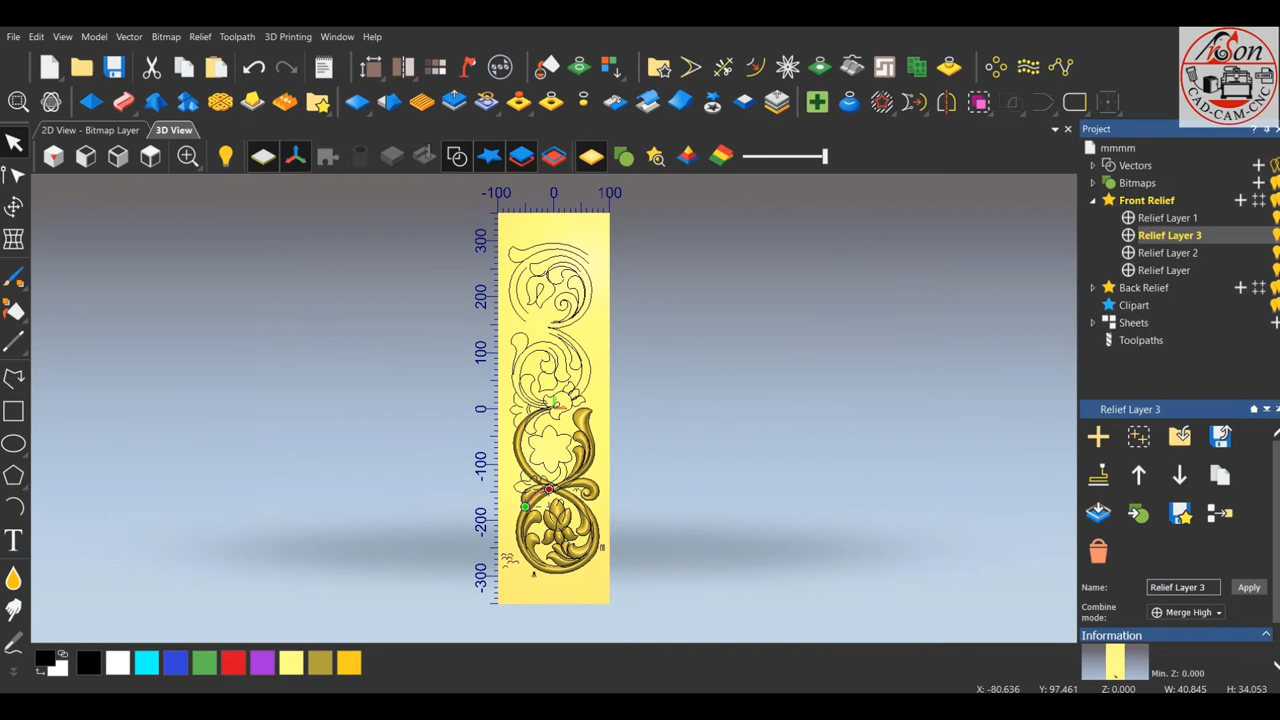 File Edit View Model Vector Bitmap Relief Toolpath 3D Printing Window Help
2D View - Bitmap Layer 3D View
-100 0 100
300
200
100
0
-100
-200
-300
CAD-CAM-CNC
Project ?
mmmm
Vectors
Bitmaps
Front Relief
Relief Layer 1
Relief Layer 3
Relief Layer 2
Relief Layer
Back Relief
Clipart
Sheets
Toolpaths
Relief Layer 3
Name: Relief Layer 3 Apply
Combine mode: Merge High
Information
Min. Z: 0.000
X: -80.636 Y: 97.461 Z: 0.000 W: 40.845 H: 34.053